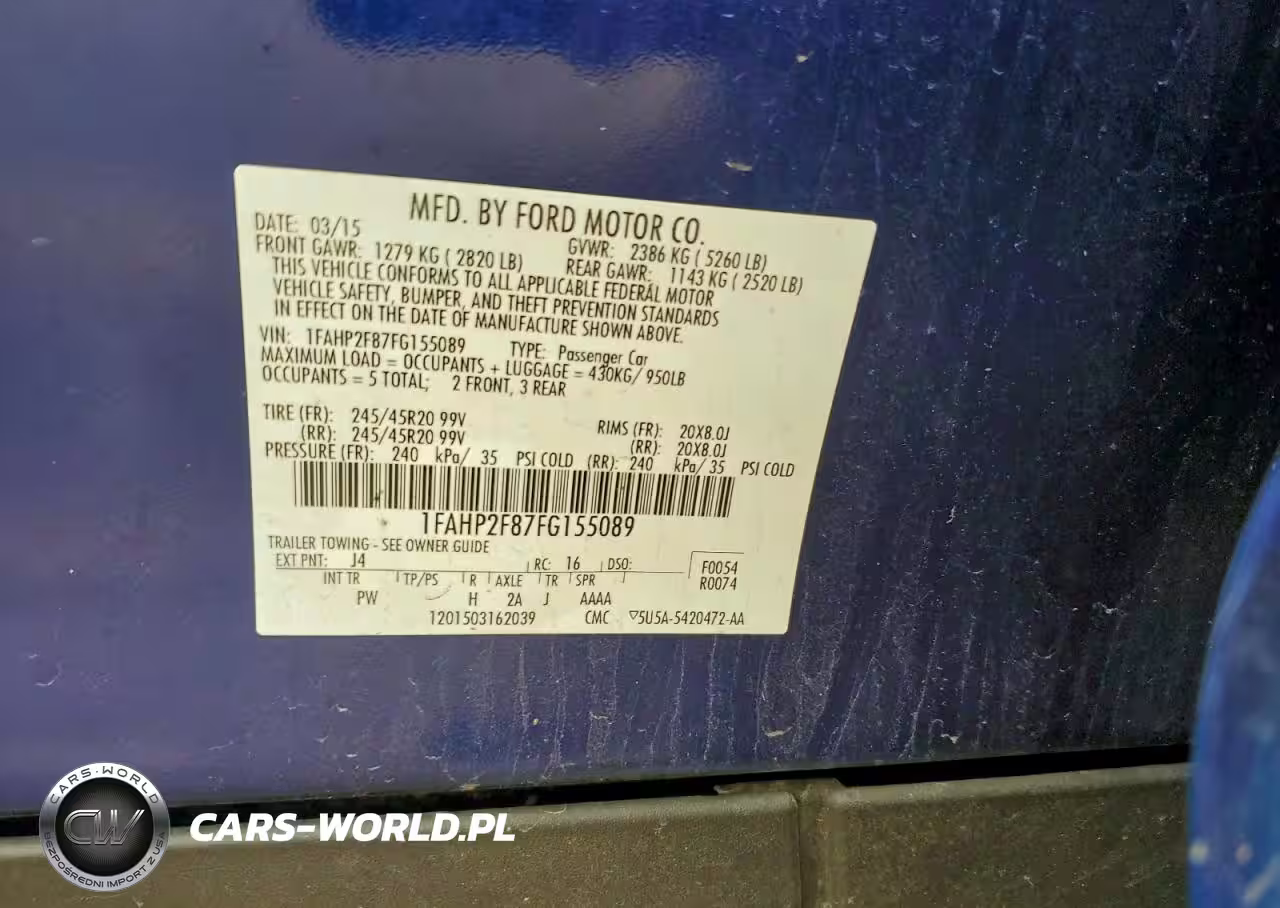 MFD. BY FORD MOTOR CO.
DATE: 03/15 GVWR: 2386 KG ( 5260 LB)
FRONT GAWR: 1279 KG ( 2820 LB) REAR GAWR: 1143 KG ( 2520 LB)
THIS VEHICLE CONFORMS TO ALL APPLICABLE FEDERAL MOTOR
VEHICLE SAFETY, BUMPER, AND THEFT PREVENTION STANDARDS
IN EFFECT ON THE DATE OF MANUFACTURE SHOWN ABOVE.
VIN: 1FAHP2F87FG155089 TYPE: Passenger Car
MAXIMUM LOAD = OCCUPANTS + LUGGAGE = 430KG/ 950LB
OCCUPANTS = 5 TOTAL; 2 FRONT, 3 REAR
TIRE (FR): 245/45R20 99V RIMS (FR): 20X8.0J
(RR): 245/45R20 99V (RR): 20X8.0J
PRESSURE (FR): 240 kPa/ 35 PSI COLD (RR): 240 kPa/ 35 PSI COLD
1FAHP2F87FG155089
TRAILER TOWING - SEE OWNER GUIDE
EXT PNT: J4 RC: 16 DSO: F0054
INT TR TP/PS R AXLE TR SPR R0074
PW H 2A J AAAA
1201503162039 CMC ▽5U5A-5420472-AA
CARS-WORLD
CW
BEZPOŚREDNI IMPORT Z USA
CARS-WORLD.PL